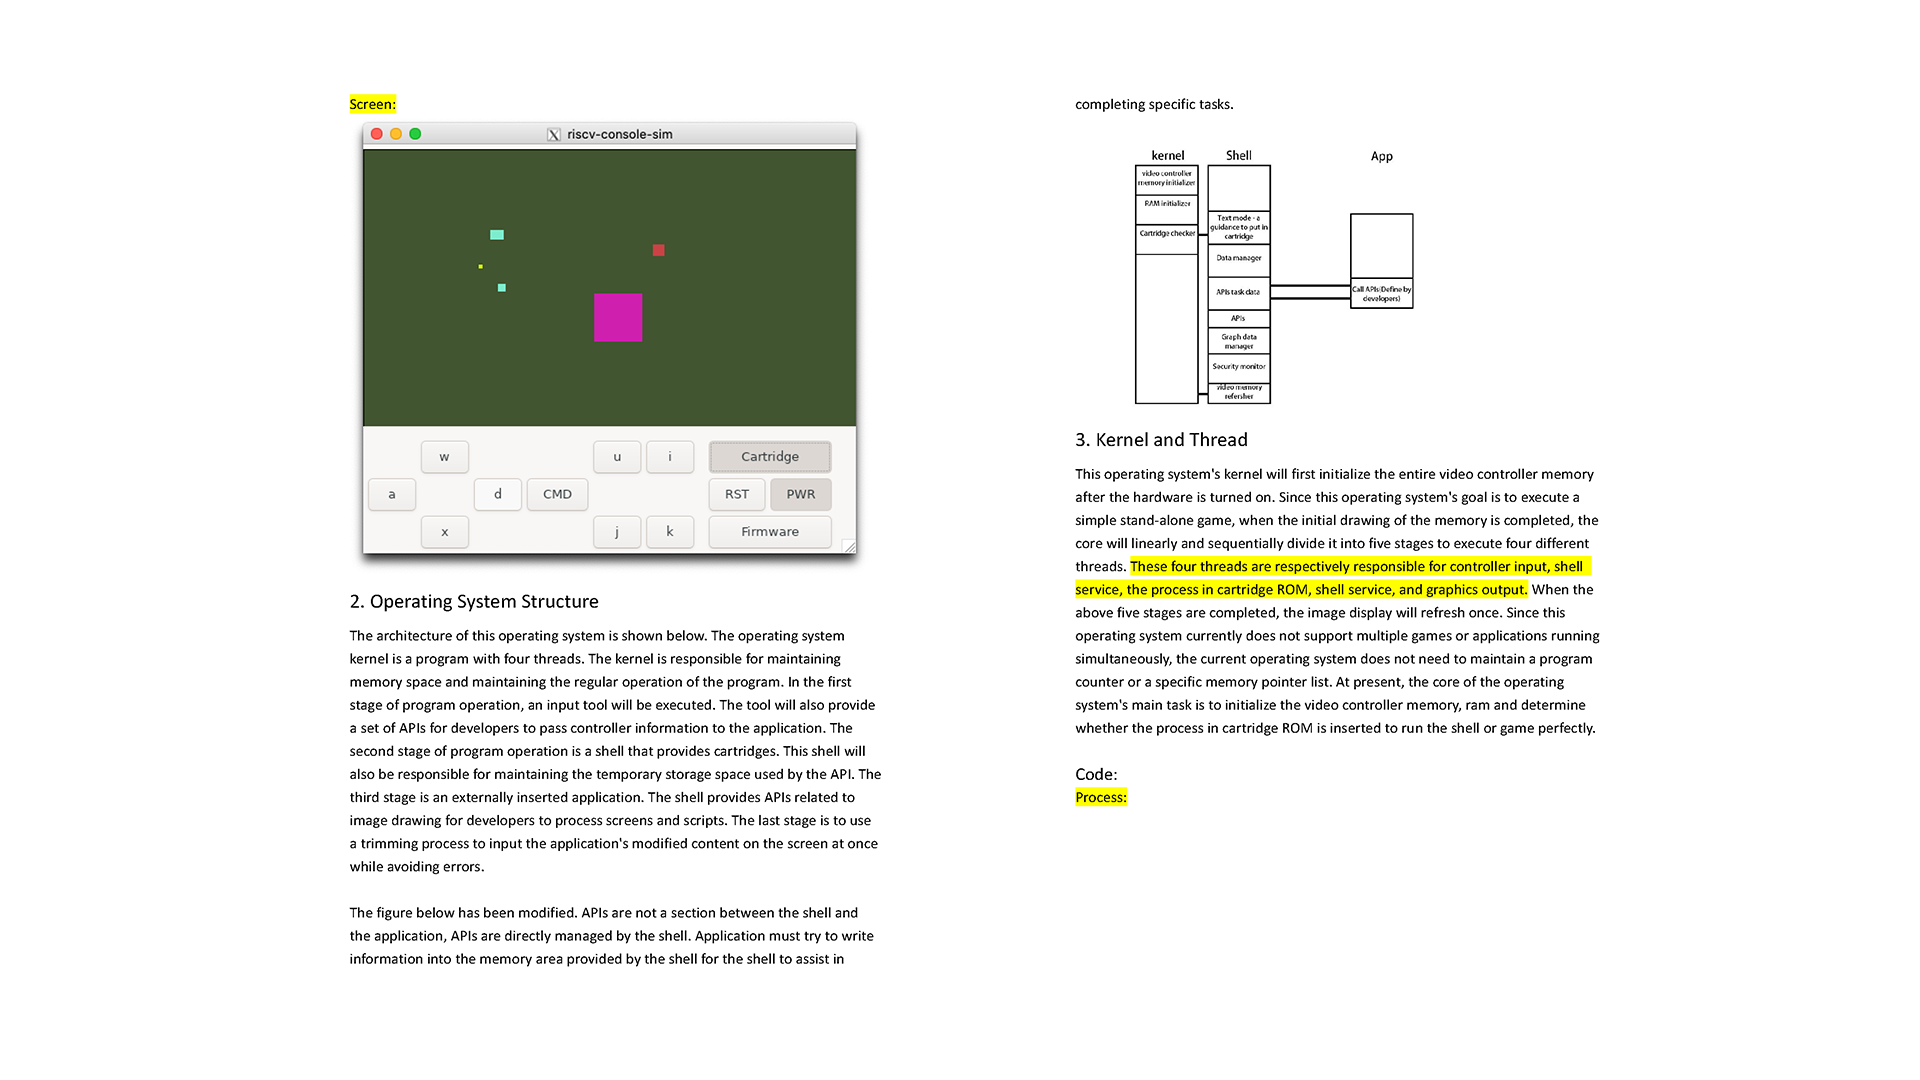 Screen:
riscv-console-sim
w
u
i
Cartridge
a
d
CMD
RST
PWR
x
j
k
Firmware
2. Operating System Structure
The architecture of this operating system is shown below. The operating system
kernel is a program with four threads. The kernel is responsible for maintaining
memory space and maintaining the regular operation of the program. In the first
stage of program operation, an input tool will be executed. The tool will also provide
a set of APIs for developers to pass controller information to the application. The
second stage of program operation is a shell that provides cartridges. This shell will
also be responsible for maintaining the temporary storage space used by the API. The
third stage is an externally inserted application. The shell provides APIs related to
image drawing for developers to process screens and scripts. The last stage is to use
a trimming process to input the application's modified content on the screen at once
while avoiding errors.
The figure below has been modified. APIs are not a section between the shell and
the application, APIs are directly managed by the shell. Application must try to write
information into the memory area provided by the shell for the shell to assist in
completing specific tasks.
kernel
Shell
App
video controller
memory initializer
RAM initializer
Cartridge checker
Text mode - a
guidance to put in
cartridge
Data manager
APIs task data
APIs
Graph data
manager
Security monitor
video memory
refersher
Call APIs(Define by
developers)
3. Kernel and Thread
This operating system's kernel will first initialize the entire video controller memory
after the hardware is turned on. Since this operating system's goal is to execute a
simple stand-alone game, when the initial drawing of the memory is completed, the
core will linearly and sequentially divide it into five stages to execute four different
threads. These four threads are respectively responsible for controller input, shell
service, the process in cartridge ROM, shell service, and graphics output. When the
above five stages are completed, the image display will refresh once. Since this
operating system currently does not support multiple games or applications running
simultaneously, the current operating system does not need to maintain a program
counter or a specific memory pointer list. At present, the core of the operating
system's main task is to initialize the video controller memory, ram and determine
whether the process in cartridge ROM is inserted to run the shell or game perfectly.
Code:
Process: